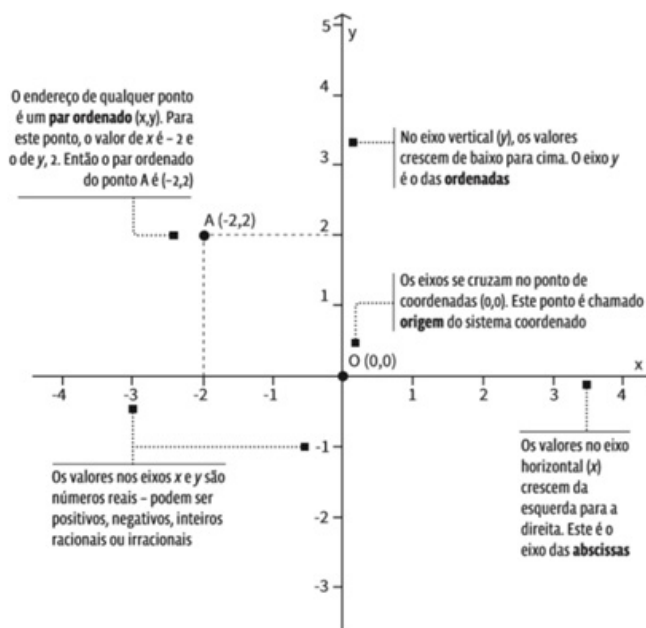 5
y
4
O endereço de qualquer ponto
é um par ordenado (x,y). Para
este ponto, o valor de x é – 2 e
o de y, 2. Então o par ordenado
do ponto A é (–2,2)
No eixo vertical (y), os valores
crescem de baixo para cima. O eixo y
é o das ordenadas
3
A (-2,2)
2
Os eixos se cruzam no ponto de
coordenadas (0,0). Este ponto é chamado
origem do sistema coordenado
1
O (0,0)
x
-4 -3 -2 -1 1 2 3 4
-1
Os valores nos eixos x e y são
números reais – podem ser
positivos, negativos, inteiros
racionais ou irracionais
Os valores no eixo
horizontal (x)
crescem da
esquerda para a
direita. Este é o
eixo das abscissas
-2
-3